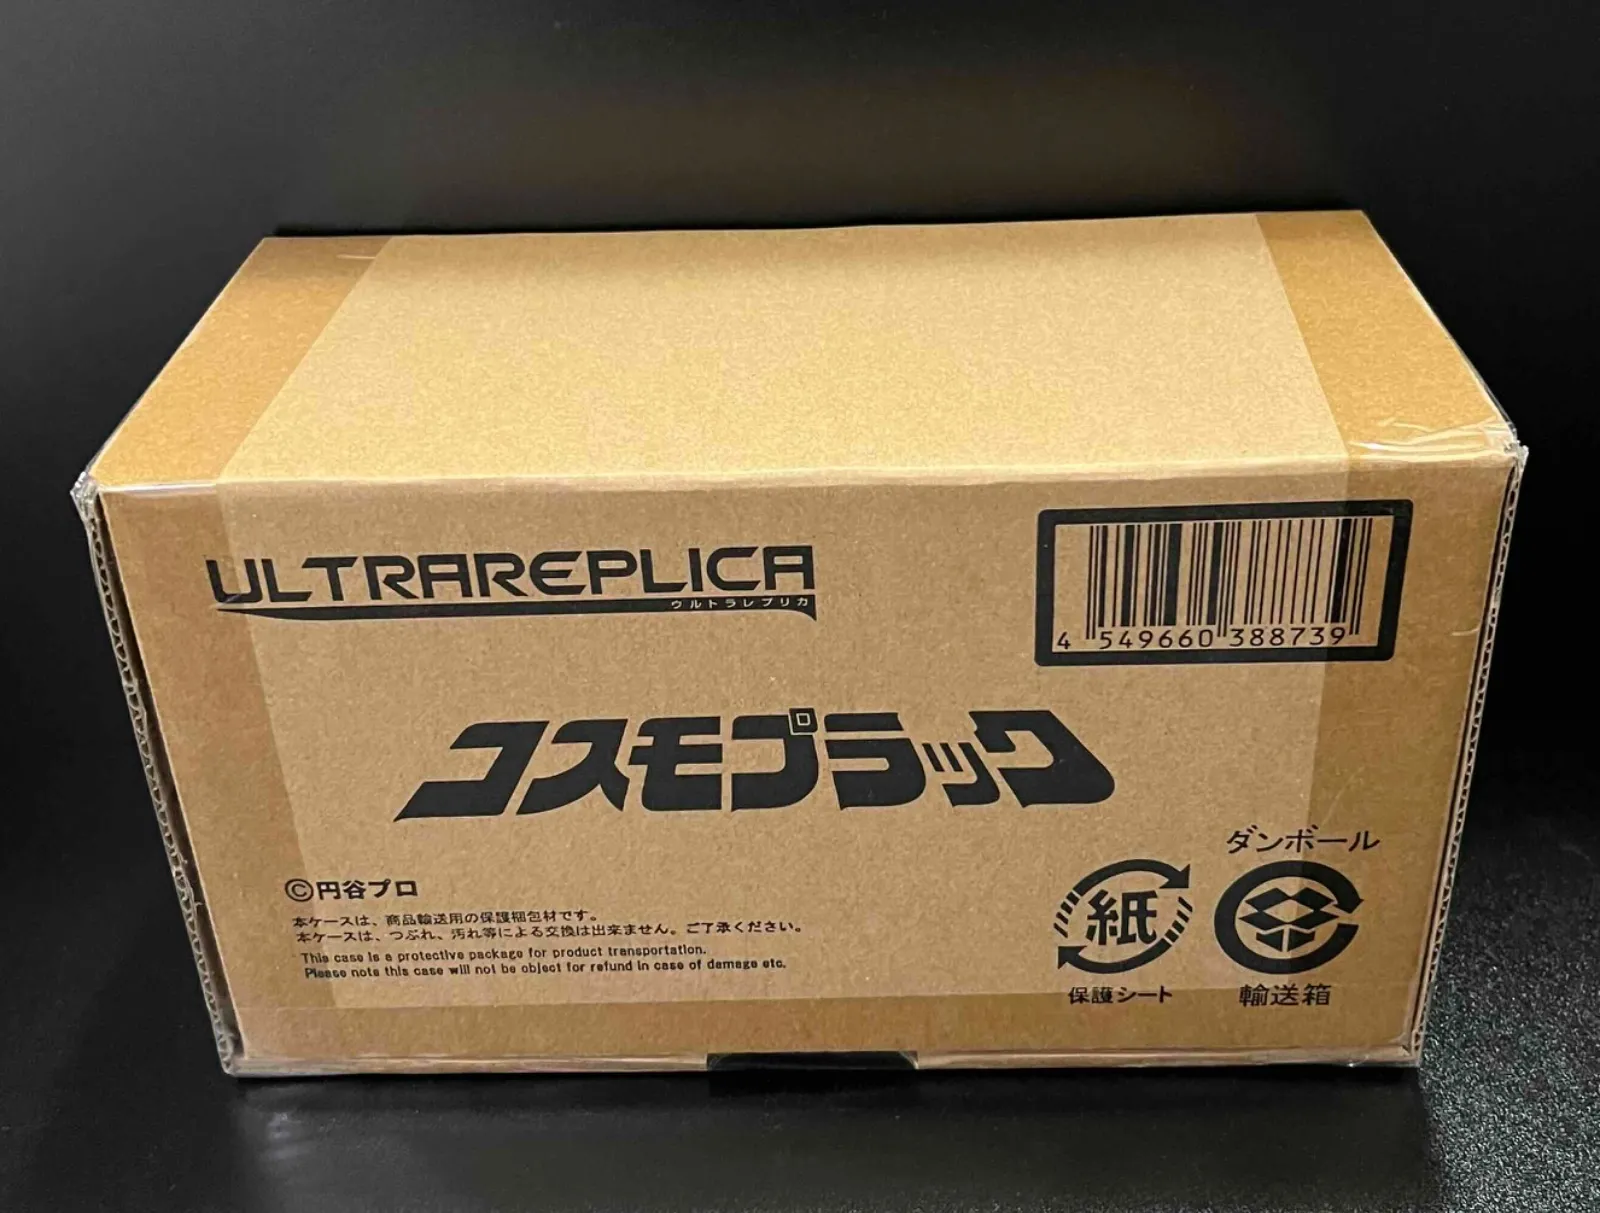 ULTRAREPLICA
ウルトラレプリカ
4 549660 388739
コスモプラック
©円谷プロ
本ケースは、商品輸送用の保護梱包材です。
本ケースは、つぶれ、汚れ等による交換は出来ません。ご了承ください。
This case is a protective package for product transportation.
Please note this case will not be object for refund in case of damage etc.
紙
保護シート
ダンボール
輸送箱